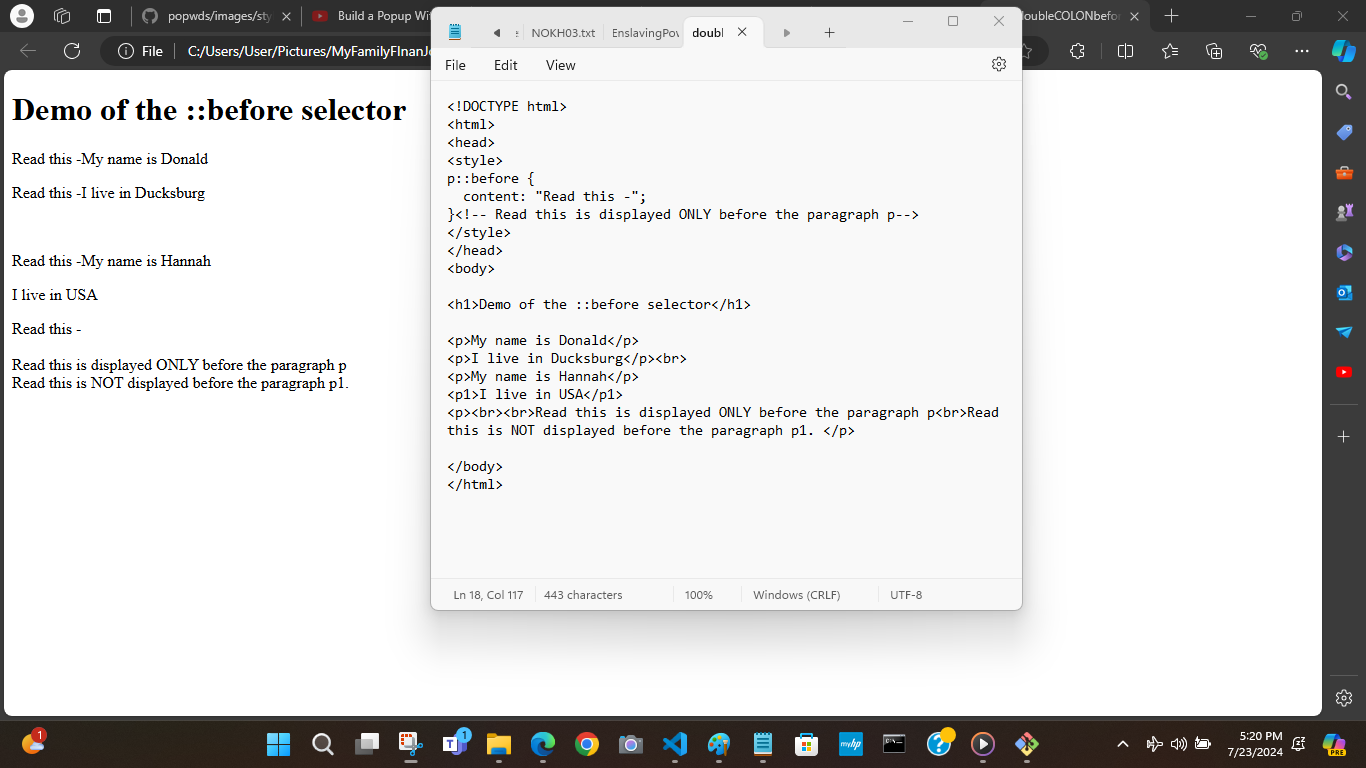 popwds/images/sty
Build a Popup Wi
doubleCOLONbefor
File
C:/Users/User/Pictures/MyFamilyFInanJo
Demo of the ::before selector
Read this -My name is Donald
Read this -I live in Ducksburg
Read this -My name is Hannah
I live in USA
Read this -
Read this is displayed ONLY before the paragraph p
Read this is NOT displayed before the paragraph p1.
NOKH03.txt
EnslavingPov
doubl
File Edit View
<!DOCTYPE html>
<html>
<head>
<style>
p::before {
content: "Read this -";
}<!-- Read this is displayed ONLY before the paragraph p-->
</style>
</head>
<body>
<h1>Demo of the ::before selector</h1>
<p>My name is Donald</p>
<p>I live in Ducksburg</p><br>
<p>My name is Hannah</p>
<p1>I live in USA</p1>
<p><br><br>Read this is displayed ONLY before the paragraph p<br>Read
this is NOT displayed before the paragraph p1. </p>
</body>
</html>
Ln 18, Col 117 443 characters 100% Windows (CRLF) UTF-8
1
1
myhp
5:20 PM
7/23/2024
PRE